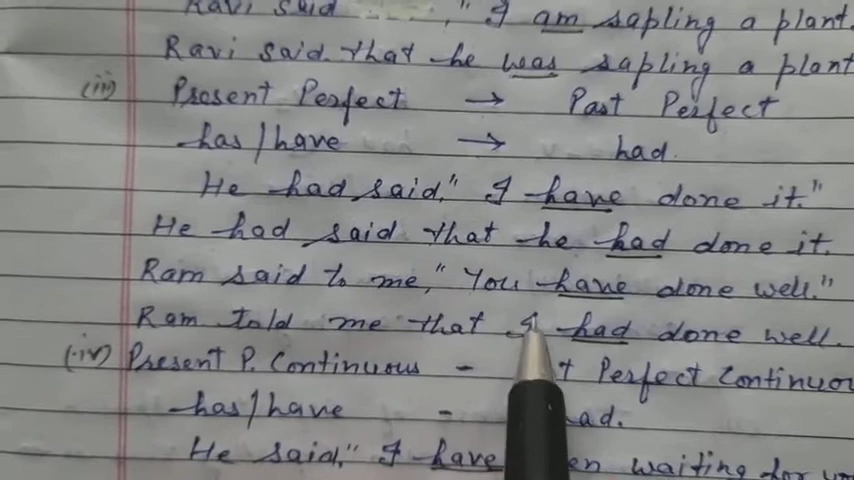 Ravi said ," I am sapling a plant.
Ravi said that he was sapling a plant
(iii) Present Perfect → Past Perfect
has/have → had.
He had said," I have done it."
He had said that he had done it.
Ram said to me, "You have done well."
Ram told me that I had done well.
(iv) Present P. Continuous - Perfect Continuou
has/have - had.
He said," I have waiting for